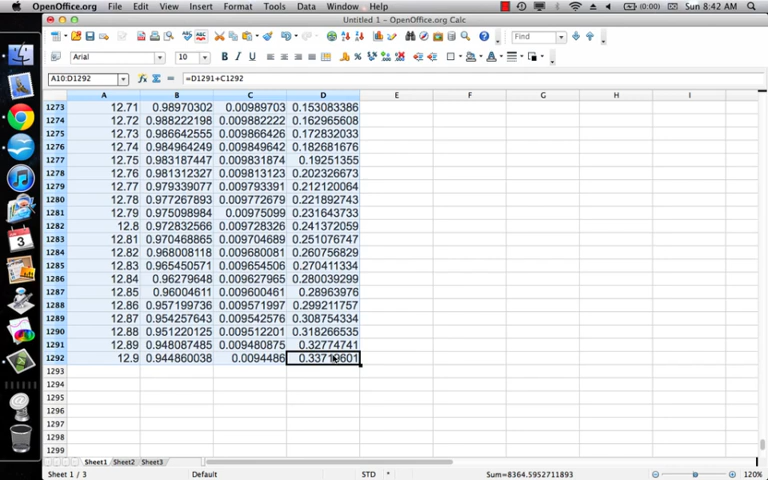 OpenOffice.org Calc File Edit View Insert Format Tools Data Window Help (0:00) Sun 8:42 AM
Untitled 1 - OpenOffice.org Calc
Find
Arial 10 B I U
A10:D1292 =D1291+C1292
A B C D E F G H I
1273 12.71 0.98970302 0.00989703 0.153083386
1274 12.72 0.988222198 0.009882222 0.162965608
1275 12.73 0.986642555 0.009866426 0.172832033
1276 12.74 0.984964249 0.009849642 0.182681676
1277 12.75 0.983187447 0.009831874 0.19251355
1278 12.76 0.981312327 0.009813123 0.202326673
1279 12.77 0.979339077 0.009793391 0.212120064
1280 12.78 0.977267893 0.009772679 0.221892743
1281 12.79 0.975098984 0.00975099 0.231643733
1282 12.8 0.972832566 0.009728326 0.241372059
1283 12.81 0.970468865 0.009704689 0.251076747
1284 12.82 0.968008118 0.009680081 0.260756829
1285 12.83 0.965450571 0.009654506 0.270411334
1286 12.84 0.96279648 0.009627965 0.280039299
1287 12.85 0.96004611 0.009600461 0.28963976
1288 12.86 0.957199736 0.009571997 0.299211757
1289 12.87 0.954257643 0.009542576 0.308754334
1290 12.88 0.951220125 0.009512201 0.318266535
1291 12.89 0.948087485 0.009480875 0.32774741
1292 12.9 0.944860038 0.0094486
1293
1294
1295
1296
1297
1298
1299
Sheet1 Sheet2 Sheet3
Sheet 1 / 3 Default STD * Sum=8364.5952711893 120%